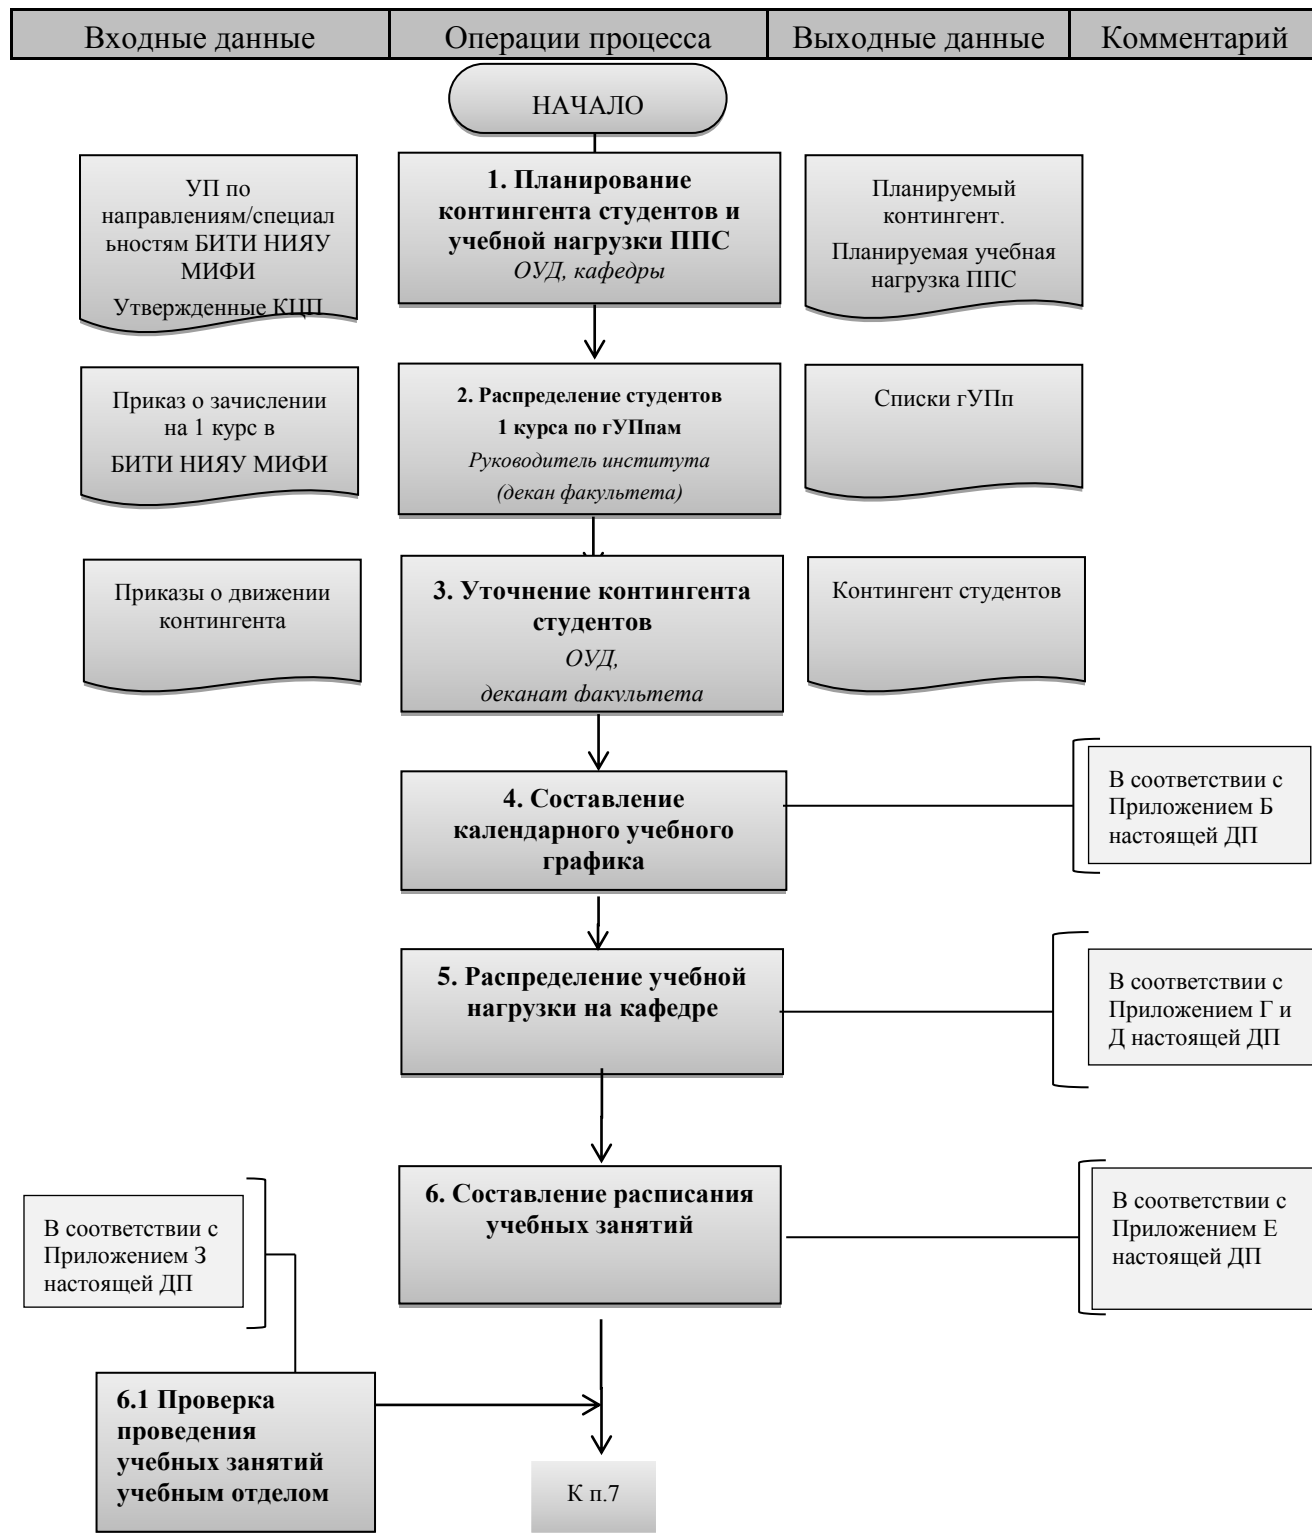 Входные данные
Операции процесса
Выходные данные
Комментарий
НАЧАЛО
УП по
направлениям/специал
ьностям БИТИ НИЯУ
МИФИ
Утвержденные КЦП
1. Планирование
контингента студентов и
учебной нагрузки ППС
ОУД, кафедры
Планируемый
контингент.
Планируемая учебная
нагрузка ППС
Приказ о зачислении
на 1 курс в
БИТИ НИЯУ МИФИ
2. Распределение студентов
1 курса по гУПпам
Руководитель института
(декан факультета)
Списки гУПп
Приказы о движении
контингента
3. Уточнение контингента
студентов
ОУД,
деканат факультета
Контингент студентов
4. Составление
календарного учебного
графика
В соответствии с
Приложением Б
настоящей ДП
5. Распределение учебной
нагрузки на кафедре
В соответствии с
Приложением Г и
Д настоящей ДП
6. Составление расписания
учебных занятий
В соответствии с
Приложением Е
настоящей ДП
В соответствии с
Приложением З
настоящей ДП
6.1 Проверка
проведения
учебных занятий
учебным отделом
К п.7